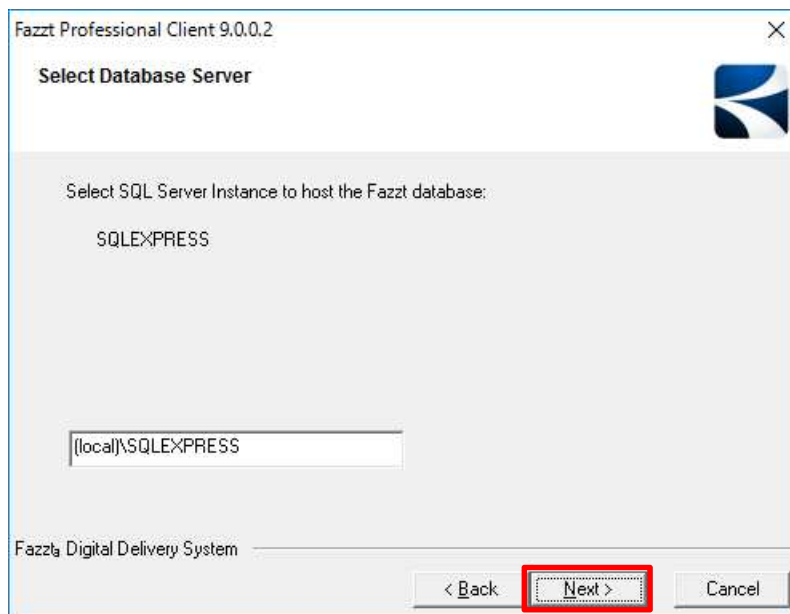 Fazzt Professional Client 9.0.0.2
Select Database Server
Select SQL Server Instance to host the Fazzt database:
SQLEXPRESS
(local)\SQLEXPRESS
Fazztª Digital Delivery System
< Back Next > Cancel